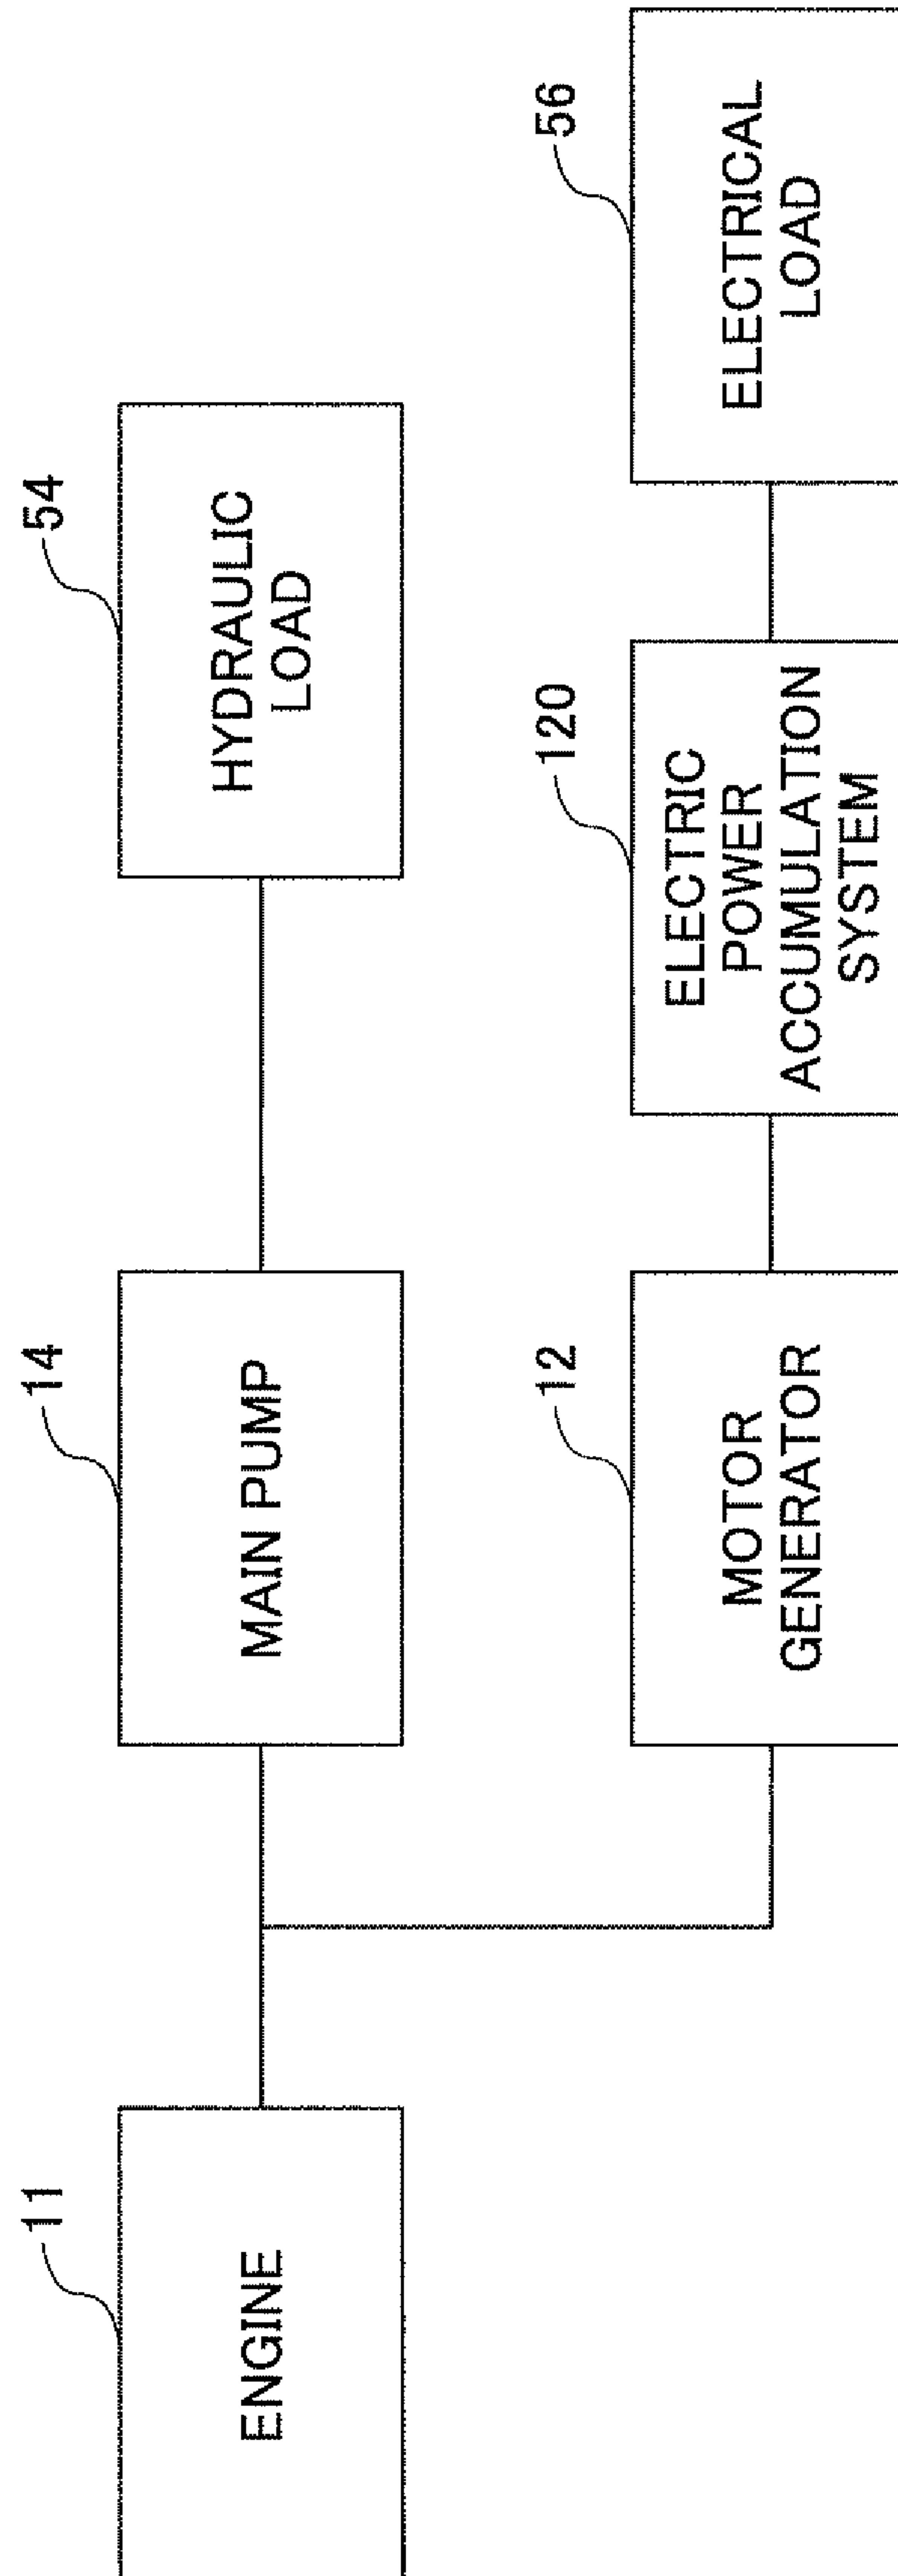 11
ENGINE
14
MAIN PUMP
54
HYDRAULIC
LOAD
12
MOTOR
GENERATOR
120
ELECTRIC
POWER
ACCUMULATION
SYSTEM
56
ELECTRICAL
LOAD